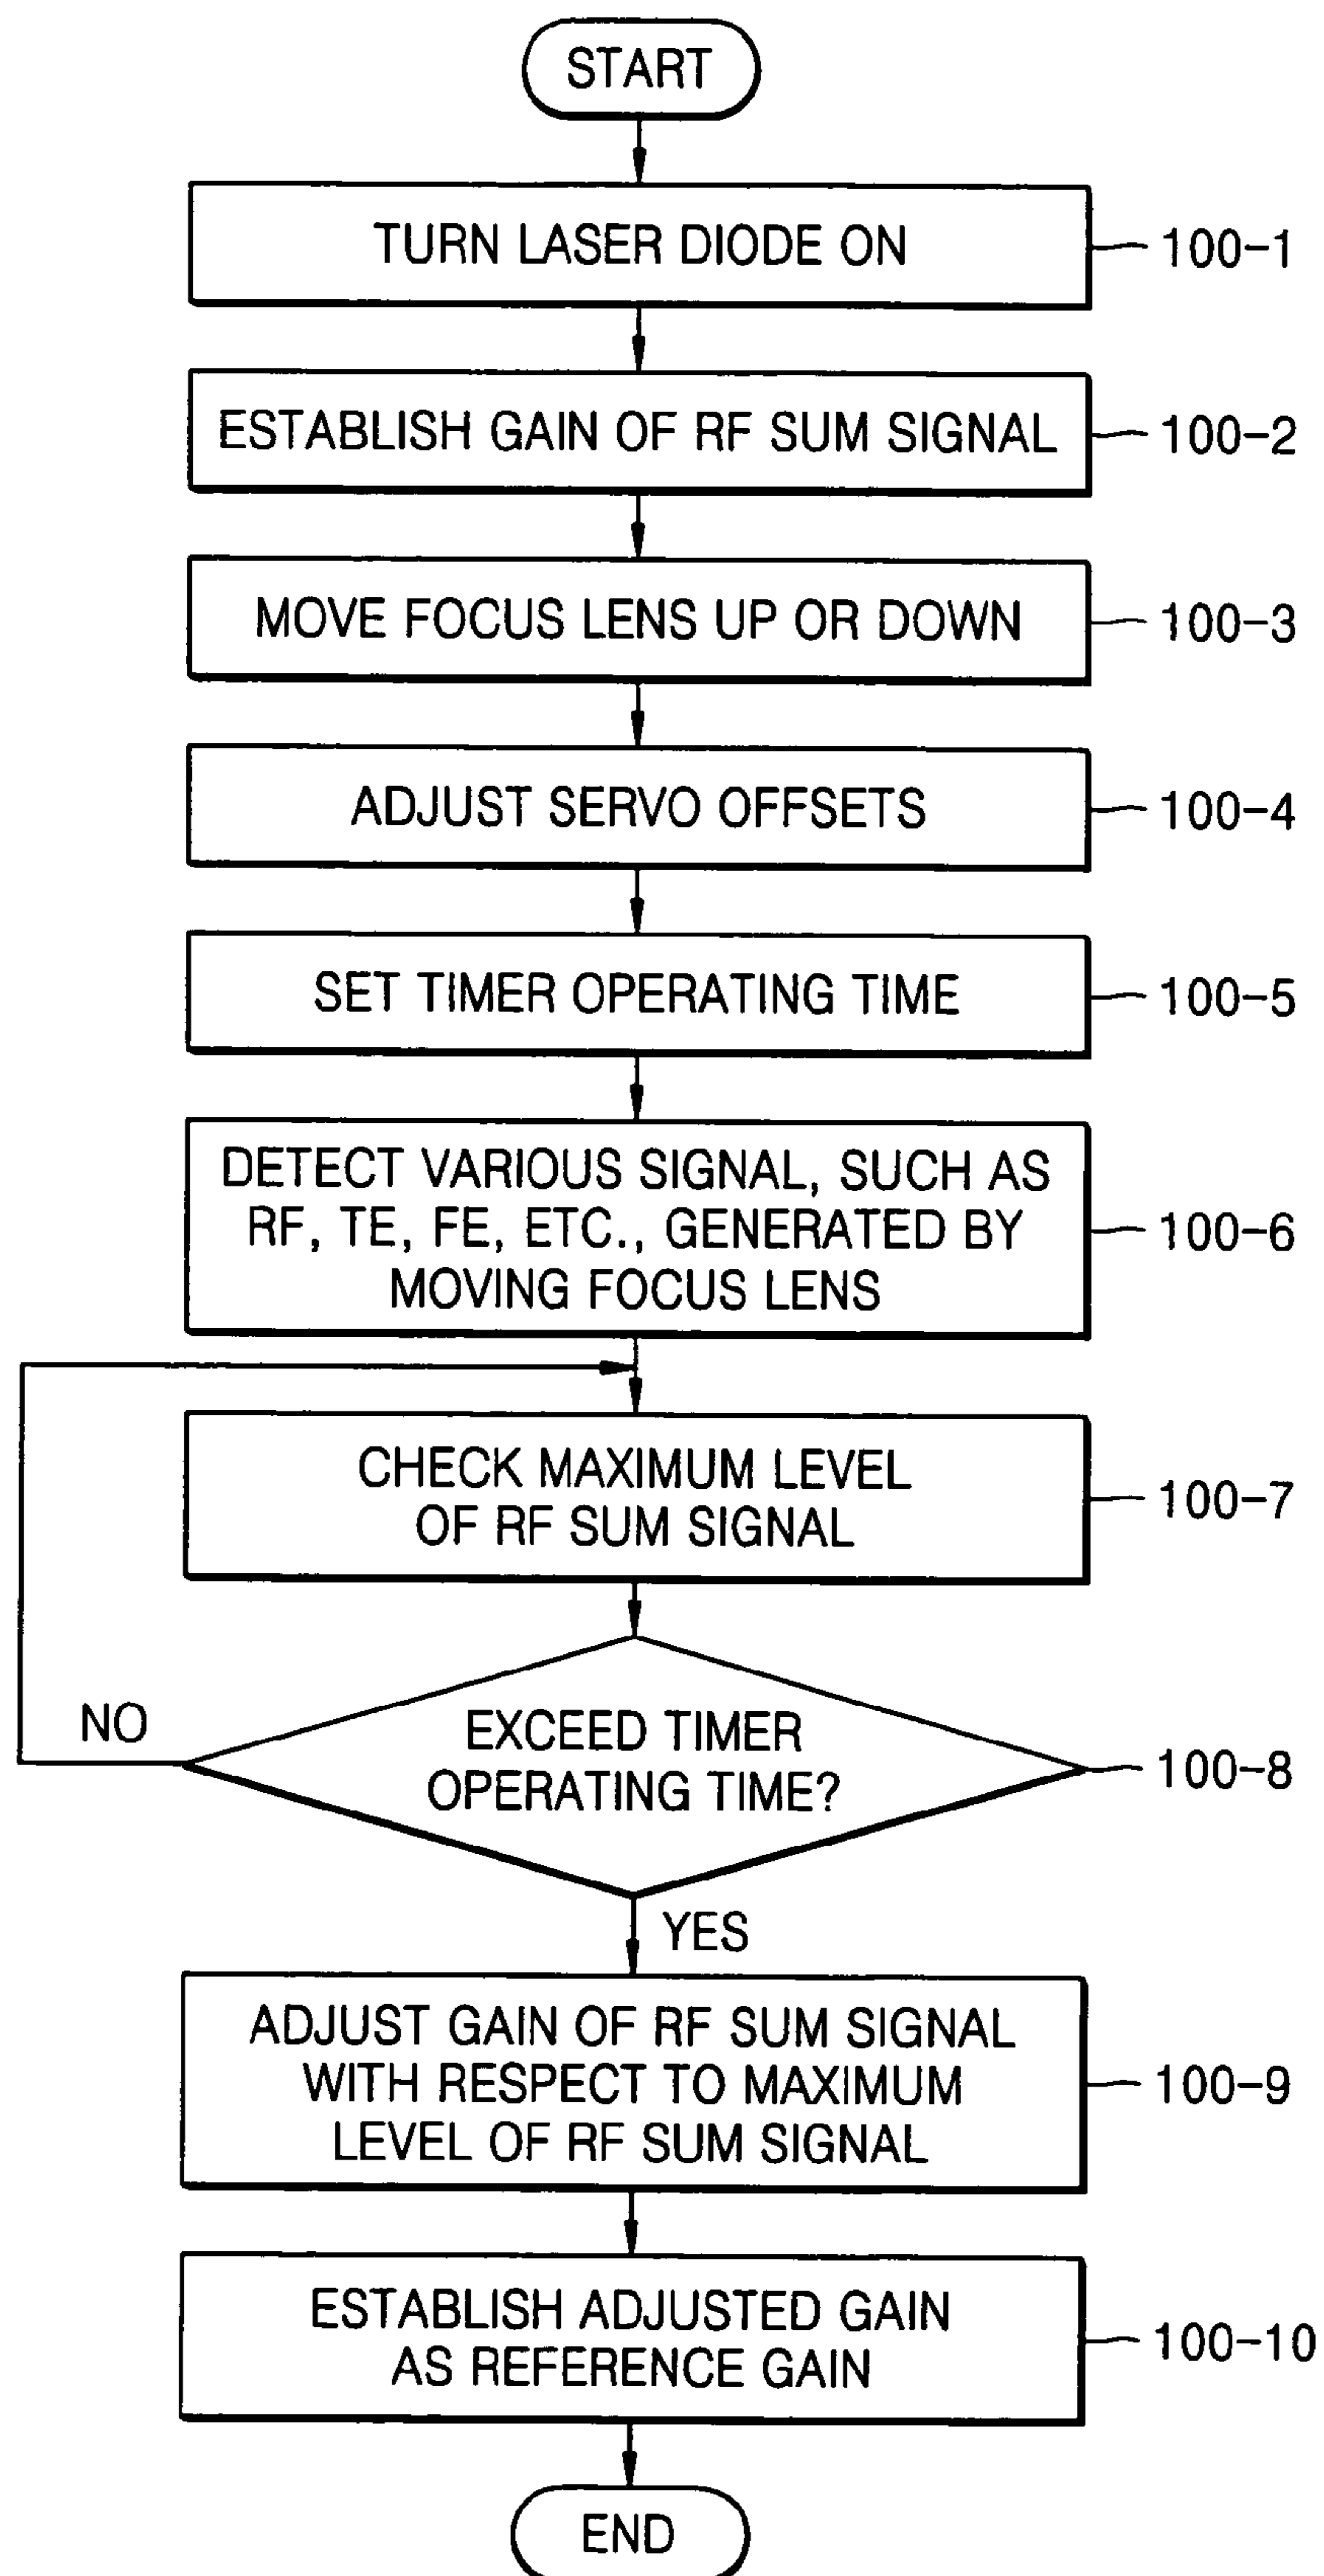 START
TURN LASER DIODE ON
100-1
ESTABLISH GAIN OF RF SUM SIGNAL
100-2
MOVE FOCUS LENS UP OR DOWN
100-3
ADJUST SERVO OFFSETS
100-4
SET TIMER OPERATING TIME
100-5
DETECT VARIOUS SIGNAL, SUCH AS
RF, TE, FE, ETC., GENERATED BY
MOVING FOCUS LENS
100-6
CHECK MAXIMUM LEVEL
OF RF SUM SIGNAL
100-7
NO
EXCEED TIMER
OPERATING TIME?
100-8
YES
ADJUST GAIN OF RF SUM SIGNAL
WITH RESPECT TO MAXIMUM
LEVEL OF RF SUM SIGNAL
100-9
ESTABLISH ADJUSTED GAIN
AS REFERENCE GAIN
100-10
END